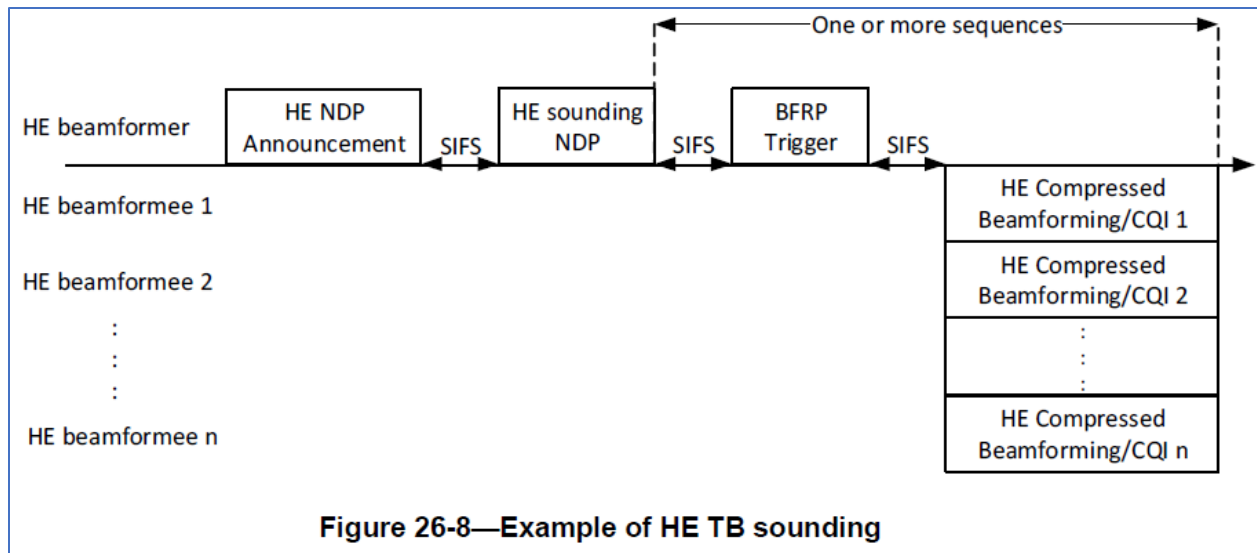 One or more sequences
HE beamformer
HE NDP
Announcement
SIFS
HE sounding
NDP
SIFS
BFRP
Trigger
SIFS
HE beamformee 1
HE Compressed
Beamforming/CQI 1
HE beamformee 2
HE Compressed
Beamforming/CQI 2
:
:
:
:
:
:
HE beamformee n
HE Compressed
Beamforming/CQI n
Figure 26-8—Example of HE TB sounding